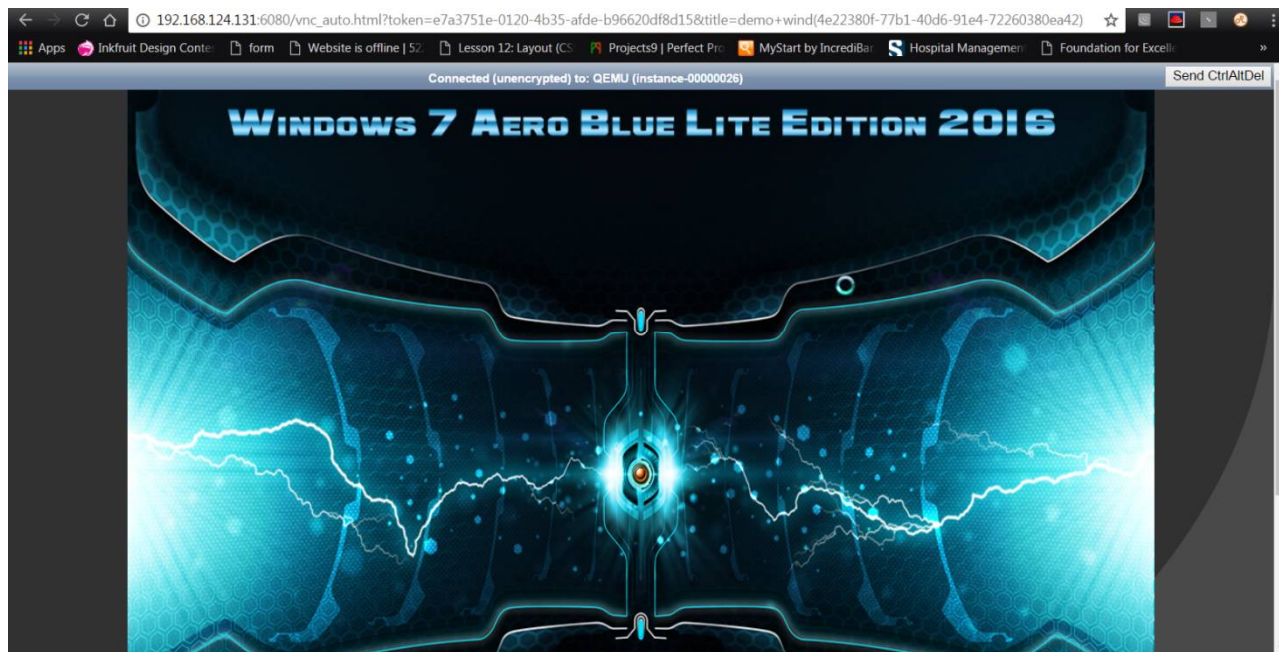 192.168.124.131:6080/vnc_auto.html?token=e7a3751e-0120-4b35-afde-b96620df8d15&title=demo+wind(4e22380f-77b1-40d6-91e4-72260380ea42)
Apps Inkfruit Design Conte form Website is offline | 52. Lesson 12: Layout (CS Projects9 | Perfect Pro MyStart by IncrediBar Hospital Management Foundation for Excelle »
Connected (unencrypted) to: QEMU (instance-00000026) Send CtrlAltDel
WINDOWS 7 AERO BLUE LITE EDITION 2016